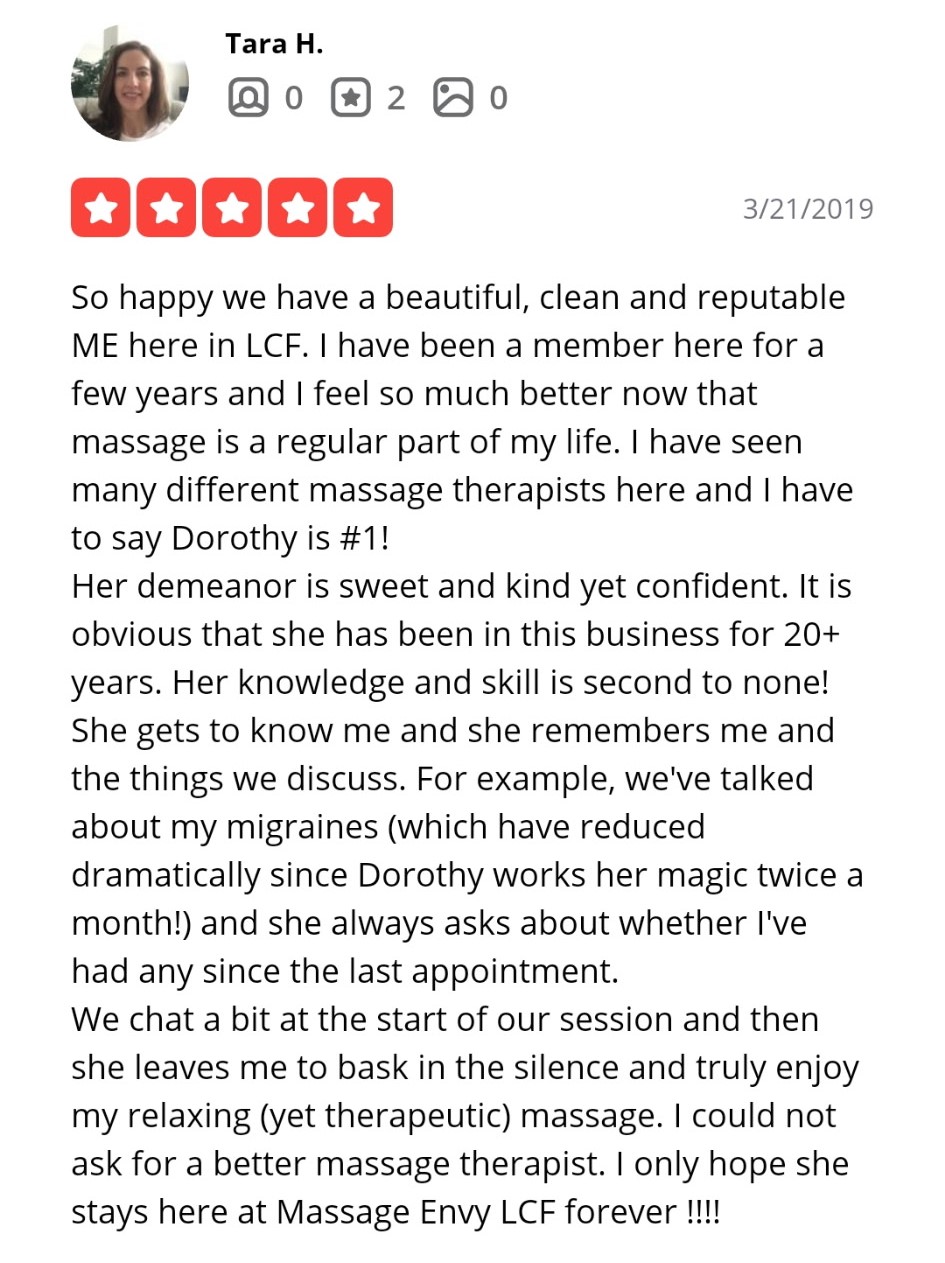 Tara H.
0 2 0
3/21/2019
So happy we have a beautiful, clean and reputable
ME here in LCF. I have been a member here for a
few years and I feel so much better now that
massage is a regular part of my life. I have seen
many different massage therapists here and I have
to say Dorothy is #1!
Her demeanor is sweet and kind yet confident. It is
obvious that she has been in this business for 20+
years. Her knowledge and skill is second to none!
She gets to know me and she remembers me and
the things we discuss. For example, we've talked
about my migraines (which have reduced
dramatically since Dorothy works her magic twice a
month!) and she always asks about whether I've
had any since the last appointment.
We chat a bit at the start of our session and then
she leaves me to bask in the silence and truly enjoy
my relaxing (yet therapeutic) massage. I could not
ask for a better massage therapist. I only hope she
stays here at Massage Envy LCF forever !!!!